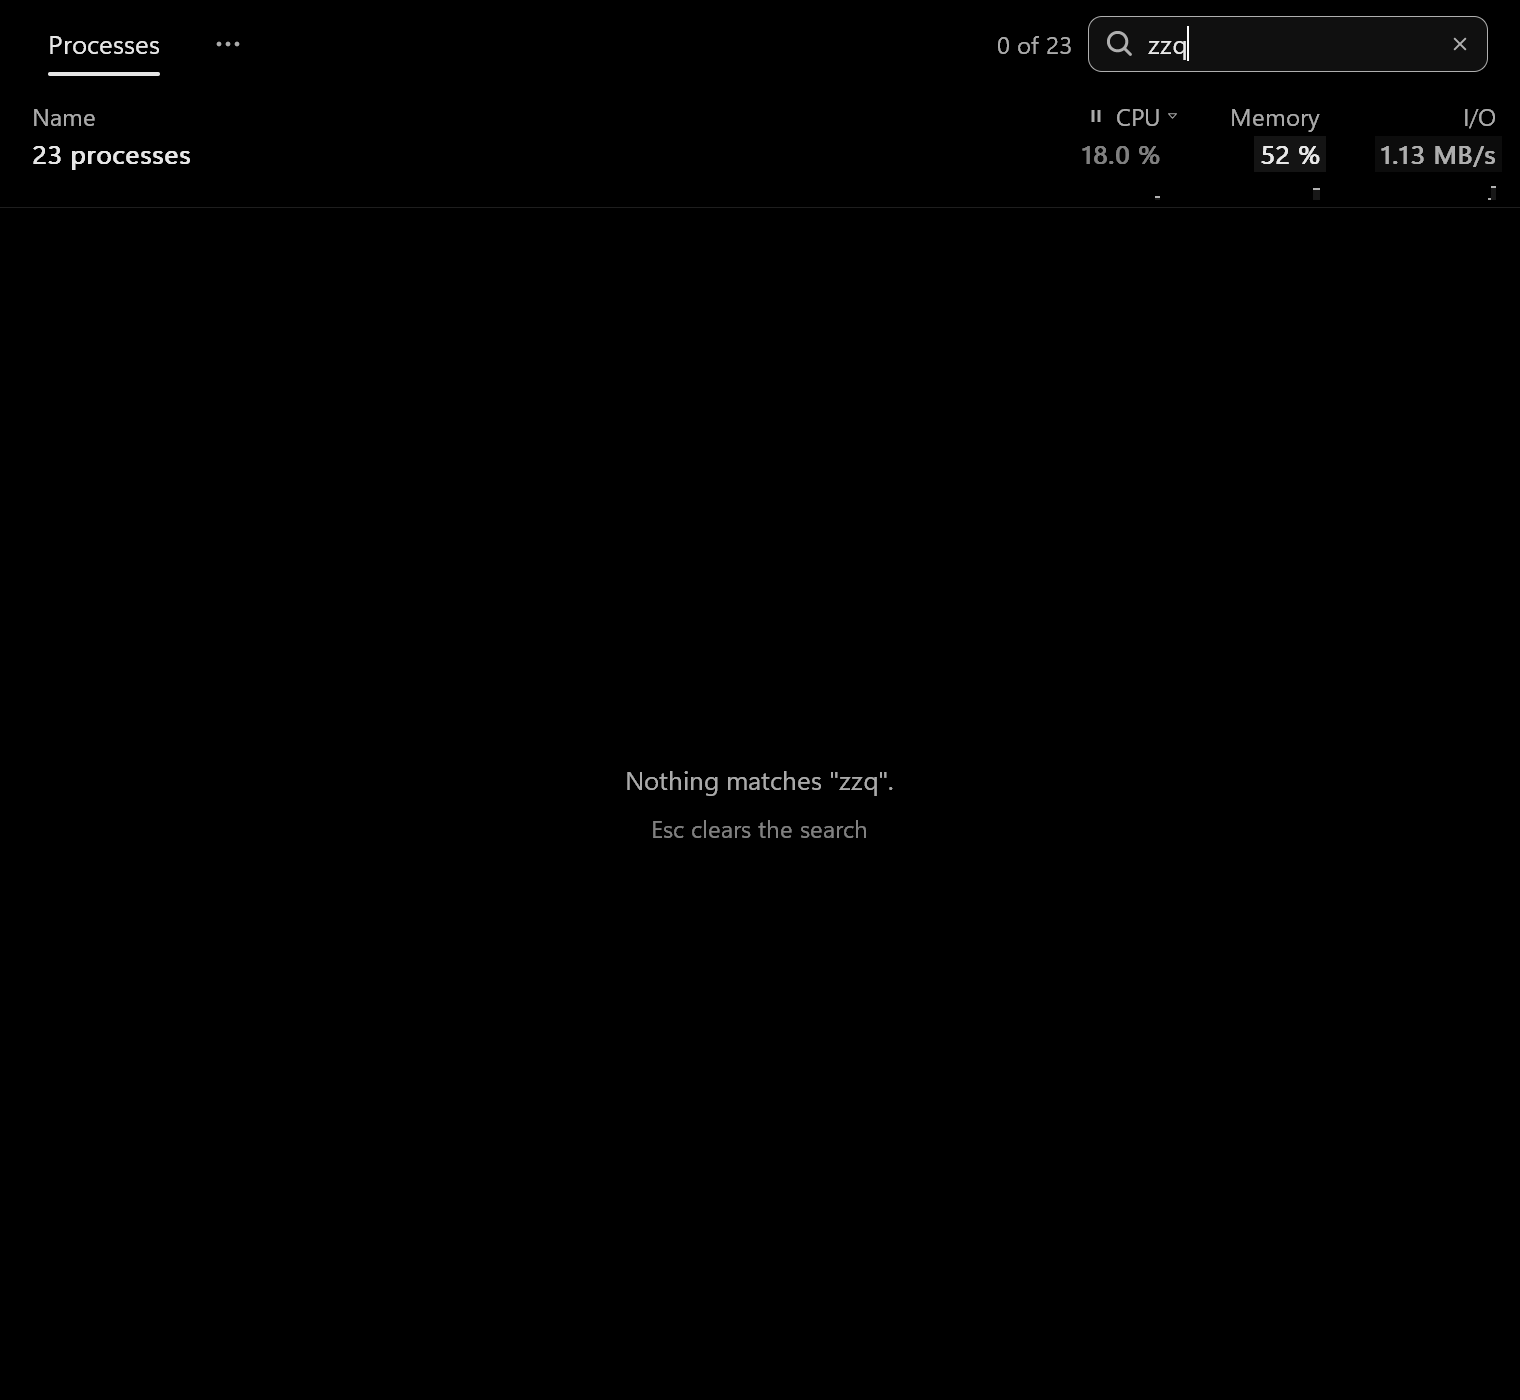 Processes ••• 0 of 23 zzq
Name CPU Memory I/O
23 processes 18.0 % 52 % 1.13 MB/s
Nothing matches "zzq".
Esc clears the search